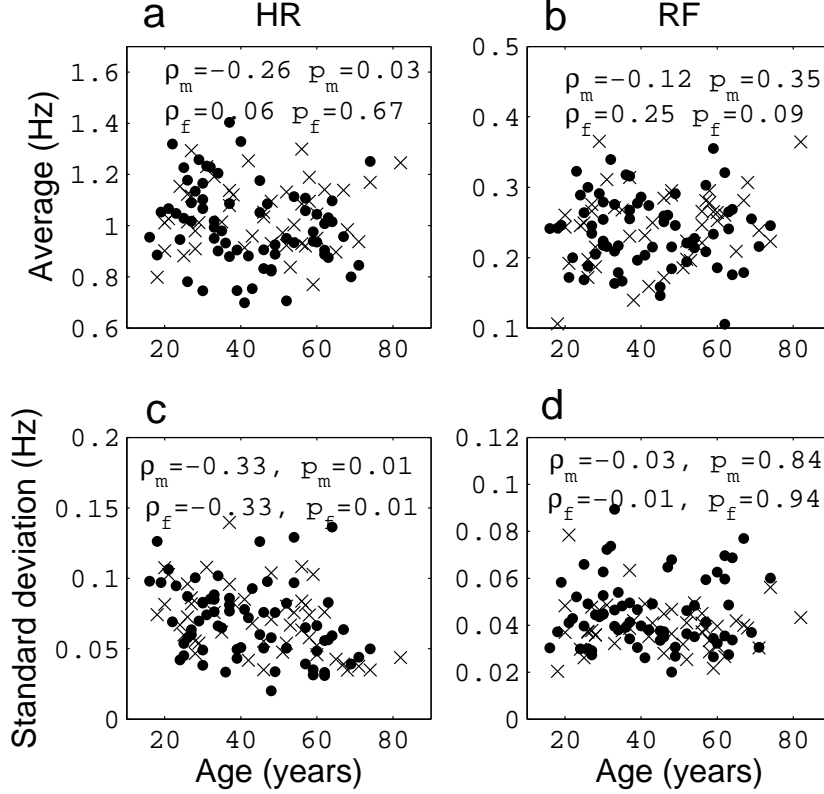 a HR
b RF
Average (Hz)
1.6
1.4
1.2
1
0.8
0.6
20 40 60 80
ρm=−0.26 pm=0.03
ρf=0.06 pf=0.67
0.5
0.4
0.3
0.2
0.1
20 40 60 80
ρm=−0.12 pm=0.35
ρf=0.25 pf=0.09
c
d
Standard deviation (Hz)
0.2
0.15
0.1
0.05
0
20 40 60 80
Age (years)
ρm=−0.33, pm=0.01
ρf=−0.33, pf=0.01
0.12
0.1
0.08
0.06
0.04
0.02
0
20 40 60 80
Age (years)
ρm=−0.03, pm=0.84
ρf=−0.01, pf=0.94